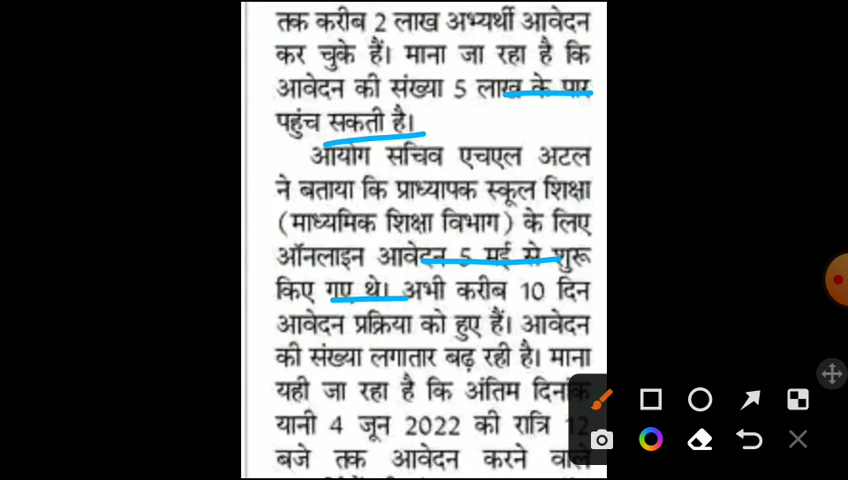 तक करीब 2 लाख अभ्यर्थी आवेदन
कर चुके हैं। माना जा रहा है कि
आवेदन की संख्या 5 लाख के पार
पहुंच सकती है।
आयोग सचिव एचएल अटल
ने बताया कि प्राध्यापक स्कूल शिक्षा
(माध्यमिक शिक्षा विभाग) के लिए
ऑनलाइन आवेदन 5 मई से शुरू
किए गए थे। अभी करीब 10 दिन
आवेदन प्रक्रिया को हुए हैं। आवेदन
की संख्या लगातार बढ़ रही है। माना
यही जा रहा है कि अंतिम दिनांक
यानी 4 जून 2022 की रात्रि 12
बजे तक आवेदन करने वाले